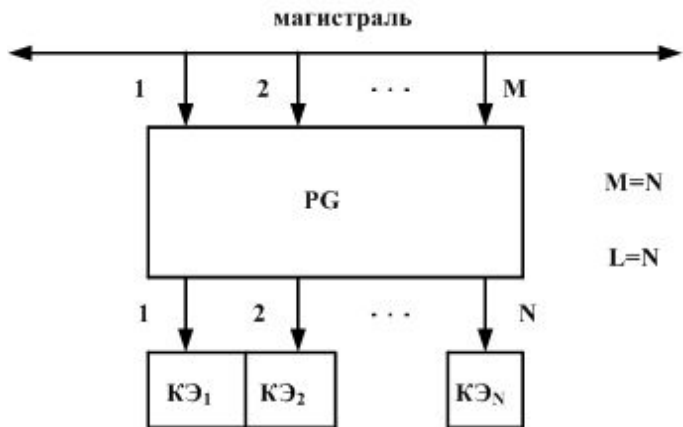 магистраль
1 2 . . . M
PG
M=N
L=N
1 2 . . . N
КЭ₁ КЭ₂ КЭN